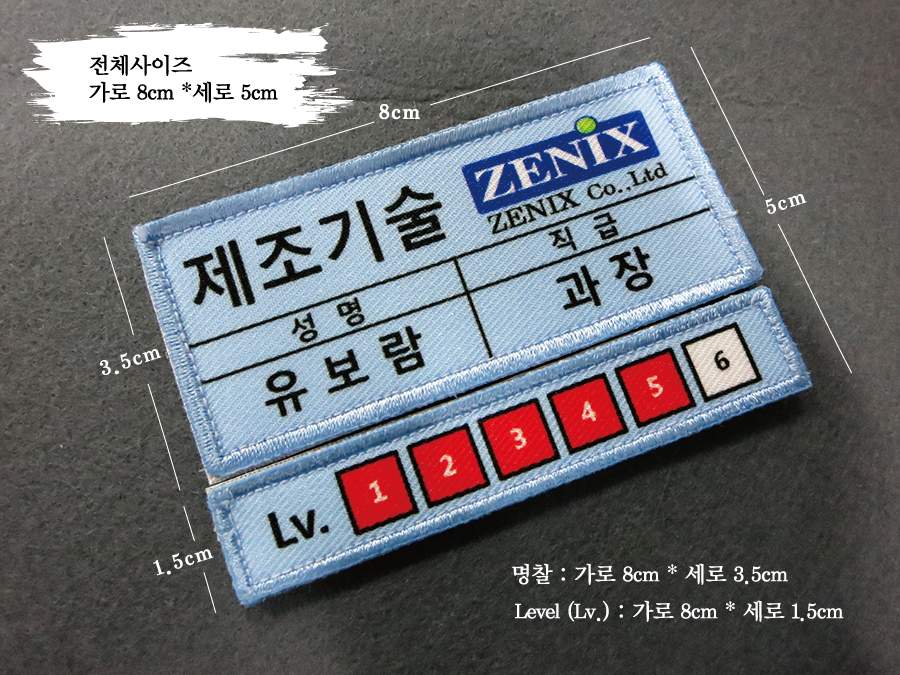 전체사이즈
가로 8cm *세로 5cm
8cm
5cm
3.5cm
1.5cm
제조기술
ZENIX
ZENIX Co.,Ltd
성 명
직 급
유 보 람
과 장
Lv. 1 2 3 4 5 6
명찰 : 가로 8cm * 세로 3.5cm
Level (Lv.) : 가로 8cm * 세로 1.5cm